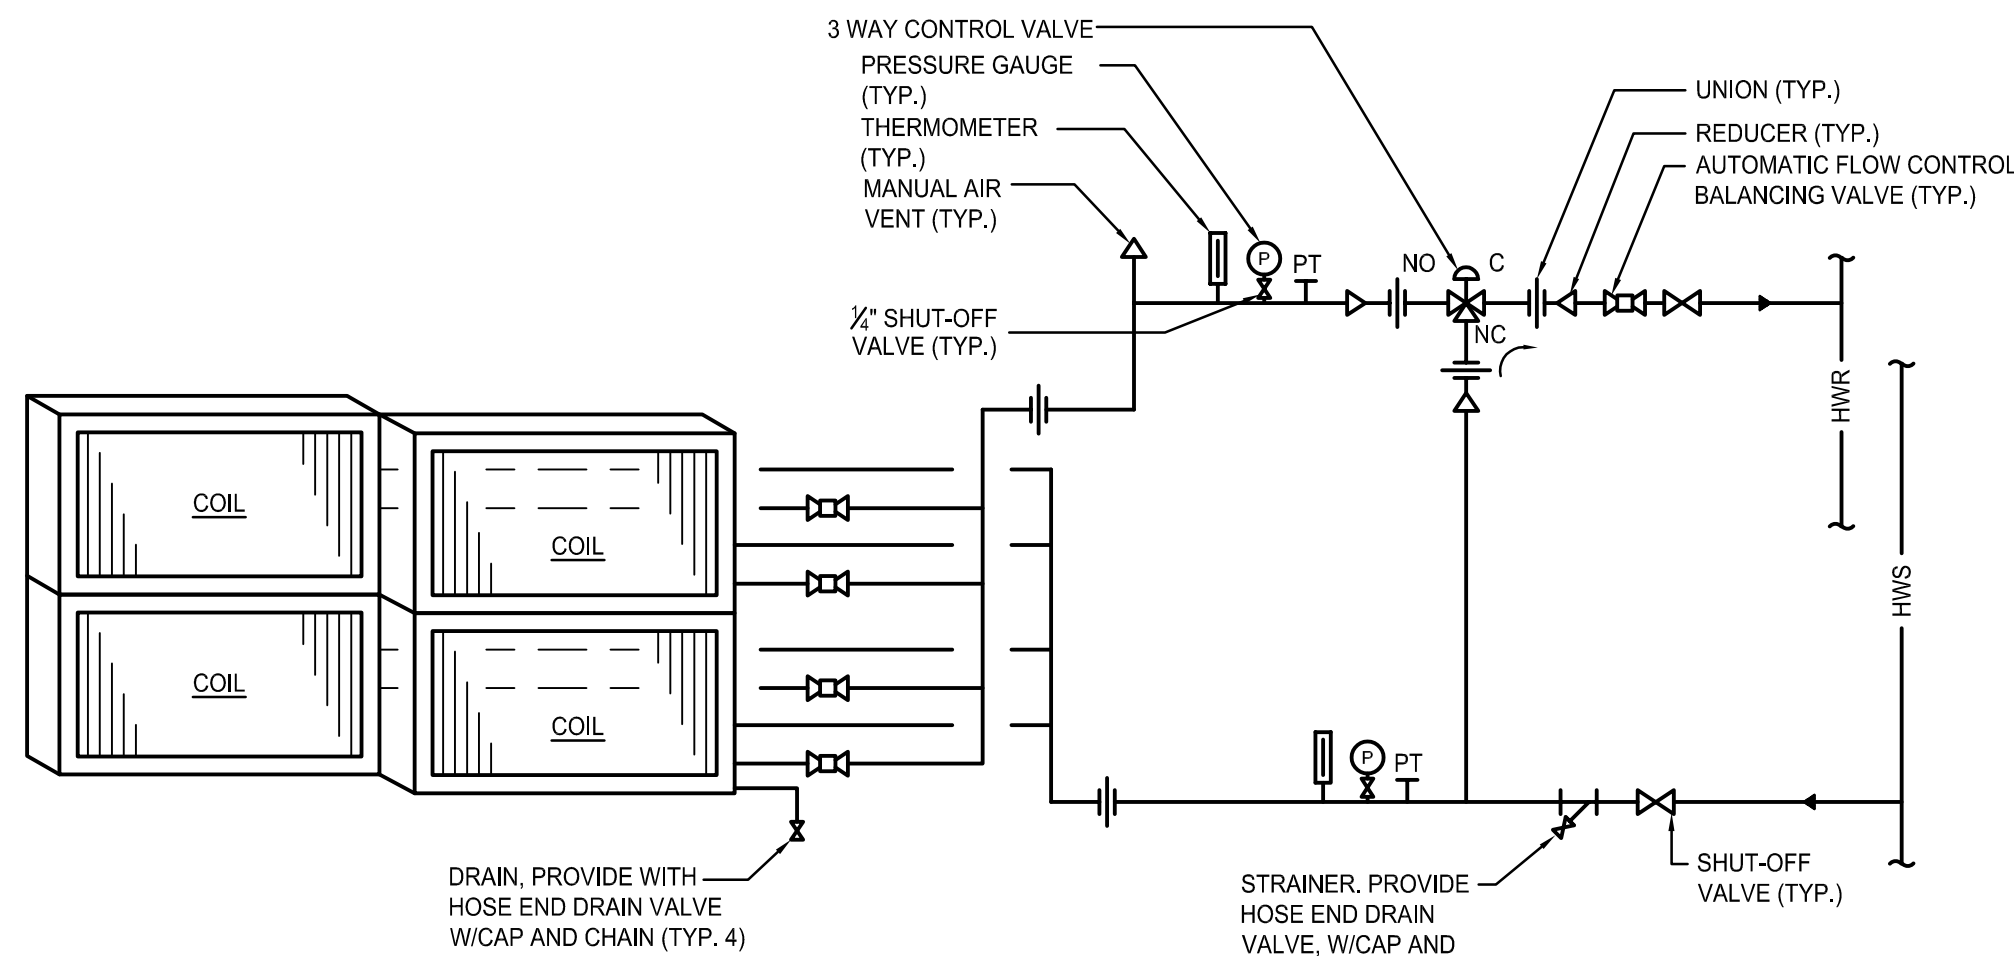 3 WAY CONTROL VALVE
PRESSURE GAUGE
(TYP.)
THERMOMETER
(TYP.)
MANUAL AIR
VENT (TYP.)
¼" SHUT-OFF
VALVE (TYP.)
UNION (TYP.)
REDUCER (TYP.)
AUTOMATIC FLOW CONTROL
BALANCING VALVE (TYP.)
P
PT
NO
C
NC
HWR
HWS
COIL
COIL
COIL
COIL
P
PT
DRAIN, PROVIDE WITH
HOSE END DRAIN VALVE
W/CAP AND CHAIN (TYP. 4)
STRAINER. PROVIDE
HOSE END DRAIN
VALVE, W/CAP AND
SHUT-OFF
VALVE (TYP.)